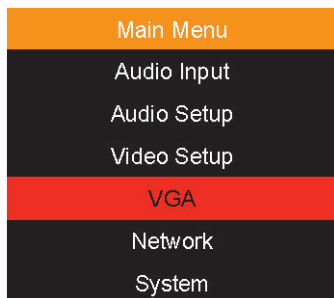 Main Menu
Audio Input
Audio Setup
Video Setup
VGA
Network
System